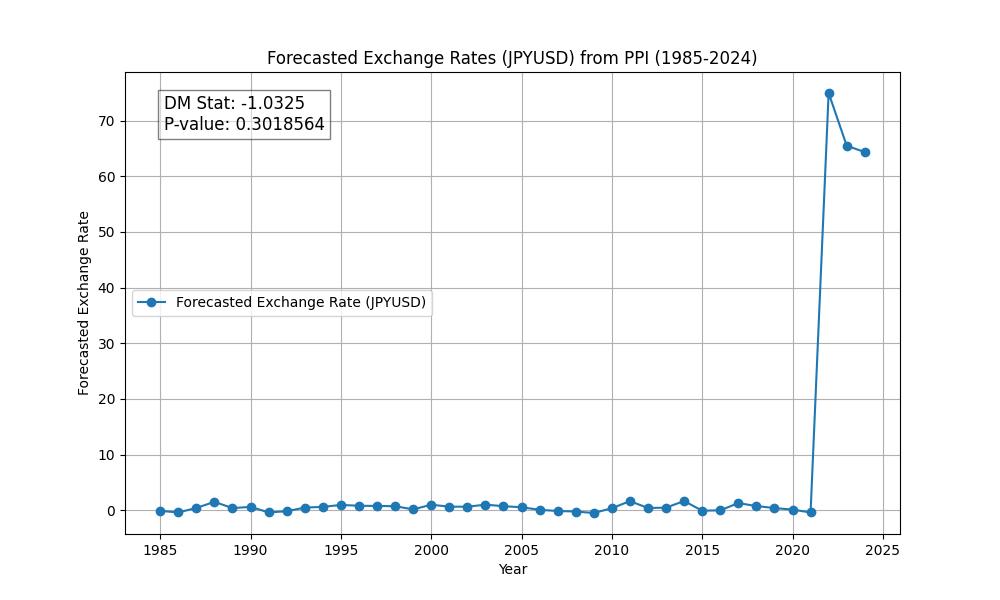 Forecasted Exchange Rates (JPYUSD) from PPI (1985-2024)
DM Stat: -1.0325
P-value: 0.3018564
70
60
50
40
30
20
10
0
Forecasted Exchange Rate
Forecasted Exchange Rate (JPYUSD)
1985 1990 1995 2000 2005 2010 2015 2020 2025
Year